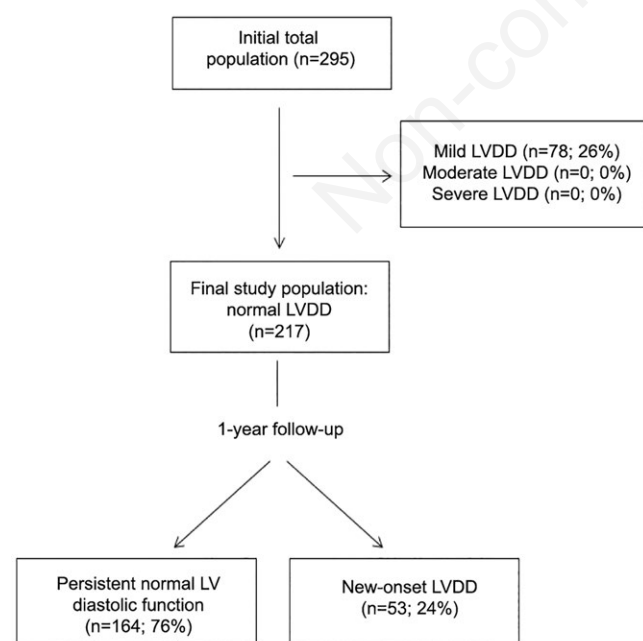 Initial total
population (n=295)
Non-com
Mild LVDD (n=78; 26%)
Moderate LVDD (n=0; 0%)
Severe LVDD (n=0; 0%)
Final study population:
normal LVDD
(n=217)
1-year follow-up
Persistent normal LV
diastolic function
(n=164; 76%)
New-onset LVDD
(n=53; 24%)